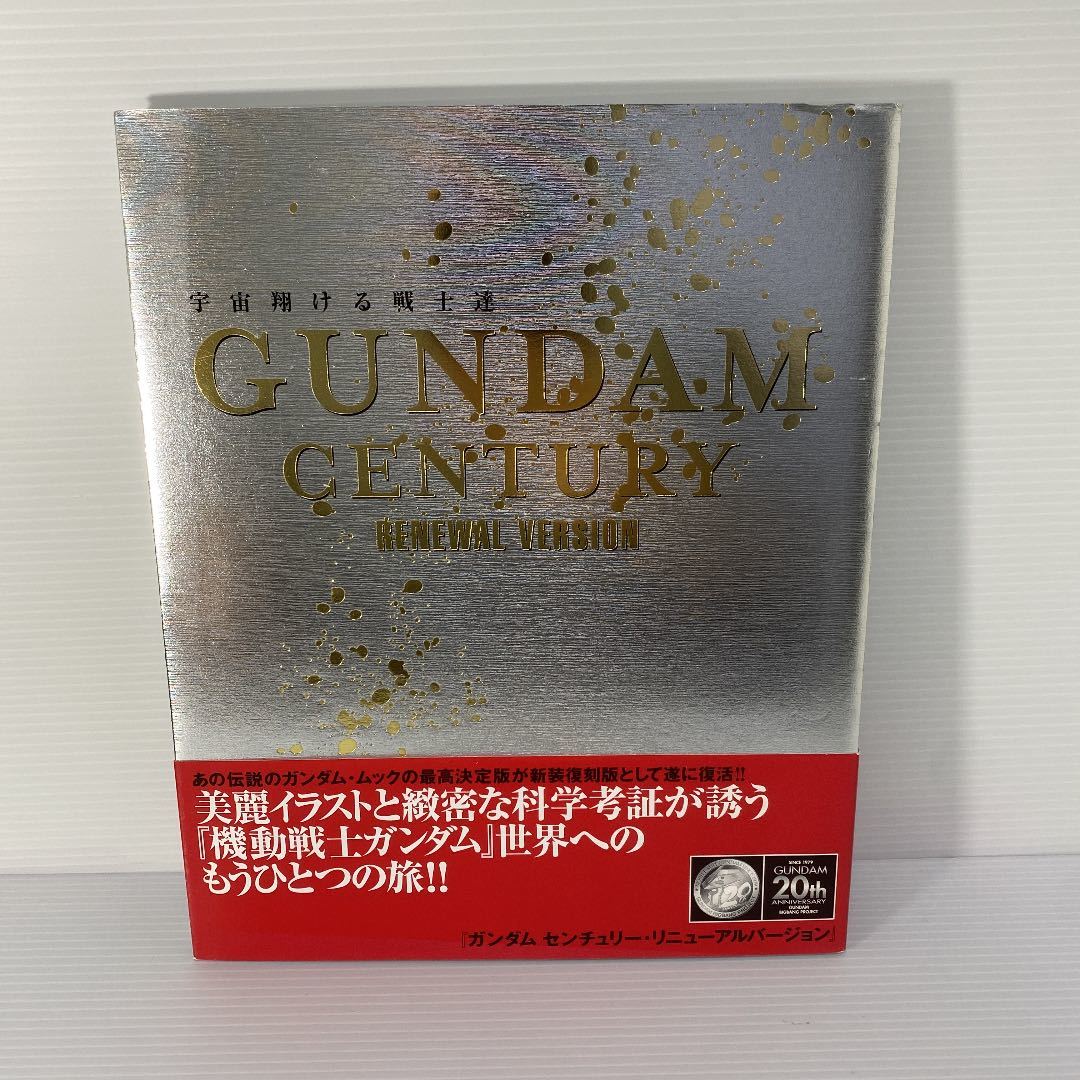 宇宙翔ける戦士達
GUNDAM
CENTURY
RENEWAL VERSION
あの伝説のガンダム・ムックの最高決定版が新装復刻版として遂に復活!!
美麗イラストと緻密な科学考証が誘う
『機動戦士ガンダム』世界への
もうひとつの旅!!
SINCE 1979
GUNDAM
20th
ANNIVERSARY
GUNDAM
BIGBANG PROJECT
『ガンダム センチュリー・リニューアルバージョン』